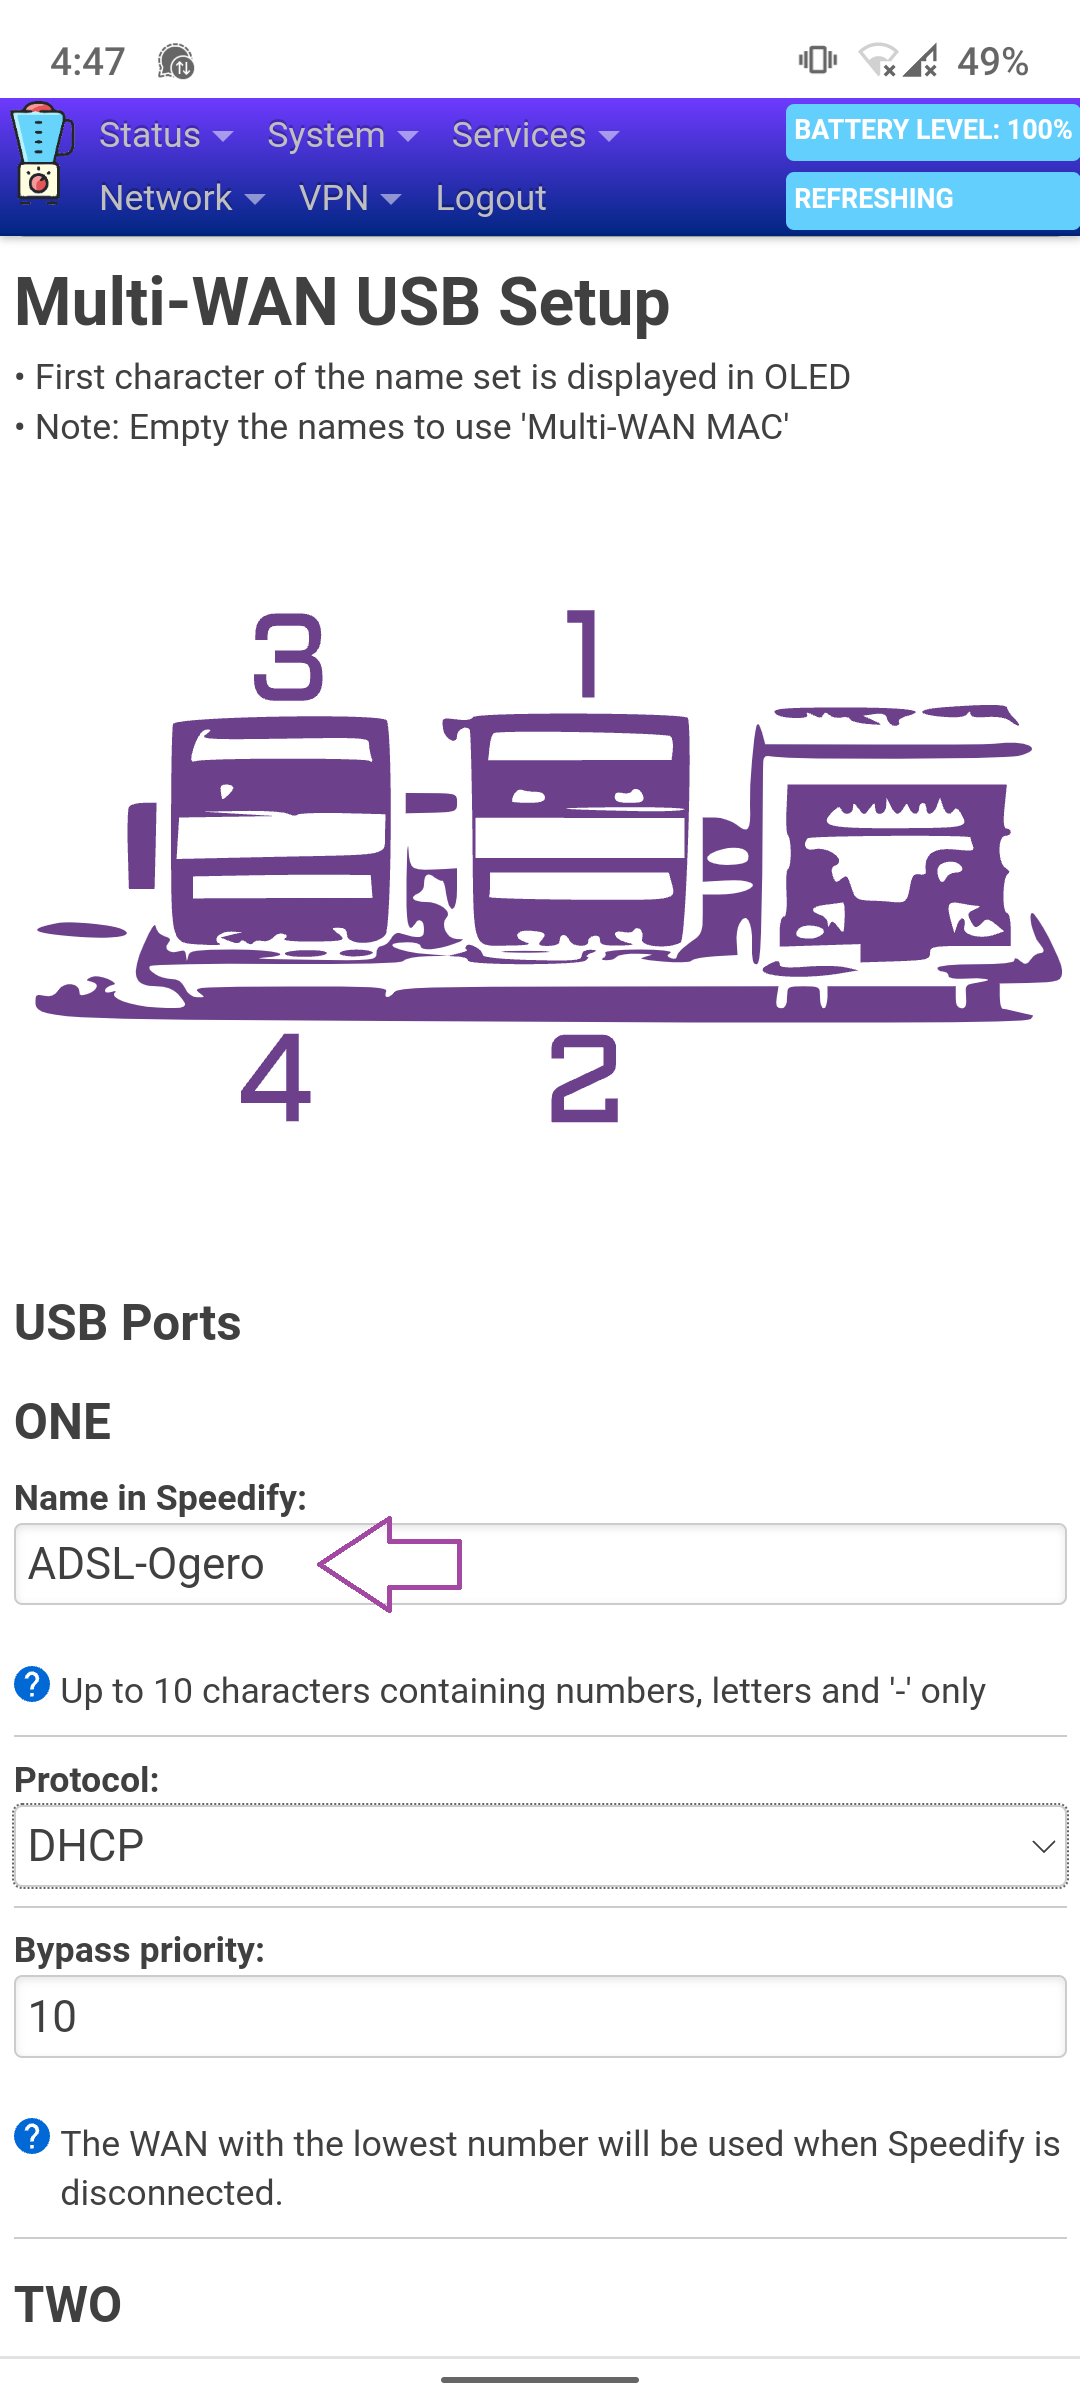 4:47
49%
Status System Services
BATTERY LEVEL: 100%
Network VPN Logout
REFRESHING
Multi-WAN USB Setup
• First character of the name set is displayed in OLED
• Note: Empty the names to use 'Multi-WAN MAC'
3 1
4 2
USB Ports
ONE
Name in Speedify:
ADSL-Ogero
? Up to 10 characters containing numbers, letters and '-' only
Protocol:
DHCP
Bypass priority:
10
? The WAN with the lowest number will be used when Speedify is
disconnected.
TWO